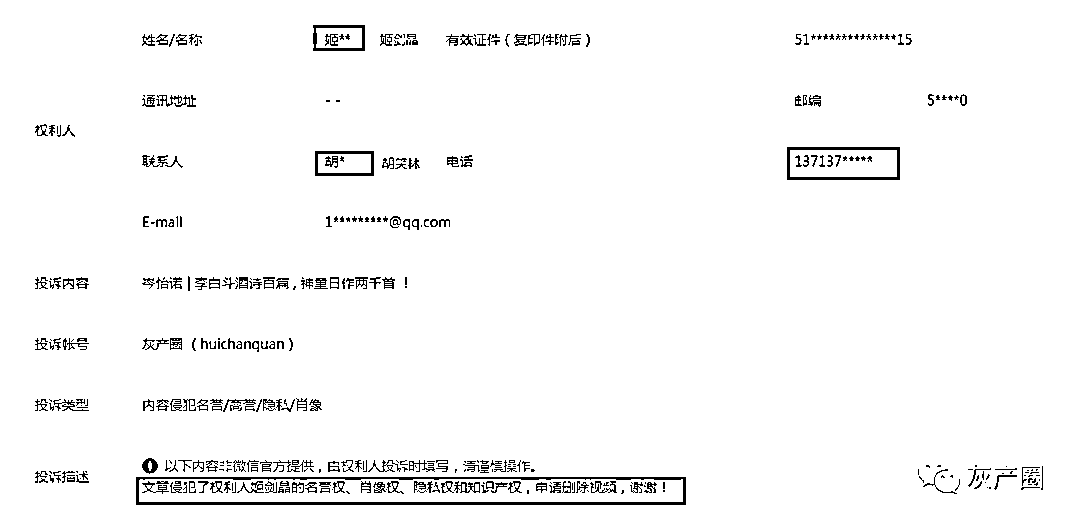 姓名/名称 姬** 姬剑晶 有效证件（复印件附后） 51**************15
通讯地址 - - 邮编 5****0
权利人
联系人 胡* 胡笑林 电话 137137*****
E-mail 1*********@qq.com
投诉内容 岑怡诺 | 李白斗酒诗百篇，神童日作两千首 ！
投诉帐号 灰产圈 （huichanquan）
投诉类型 内容侵犯名誉/商誉/隐私/肖像
投诉描述 以下内容非微信官方提供，由权利人投诉时填写，请谨慎操作。
文章侵犯了权利人姬剑晶的名誉权、肖像权、隐私权和知识产权，申请删除视频，谢谢！
灰产圈